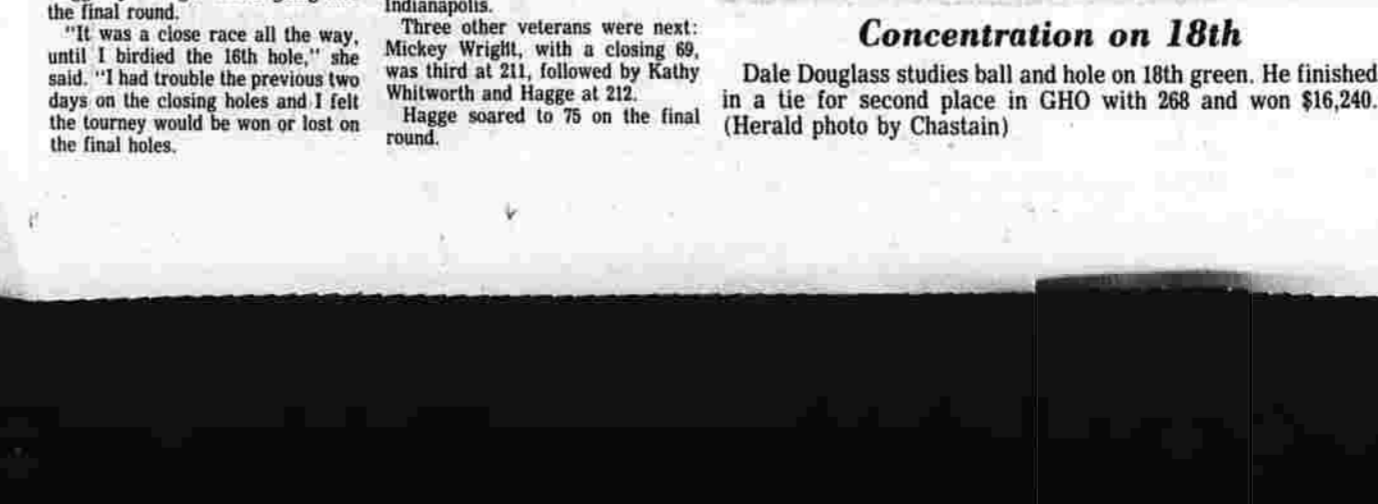 the final round.
"It was a close race all the way,
until I birdied the 16th hole," she
said. "I had trouble the previous two
days on the closing holes and I felt
the tourney would be won or lost on
the final holes.
Indianapolis.
Three other veterans were next:
Mickey Wright, with a closing 69,
was third at 211, followed by Kathy
Whitworth and Hagge at 212.
Hagge soared to 75 on the final
round.
Concentration on 18th
Dale Douglass studies ball and hole on 18th green. He finished
in a tie for second place in GHO with 268 and won $16,240.
(Herald photo by Chastain)